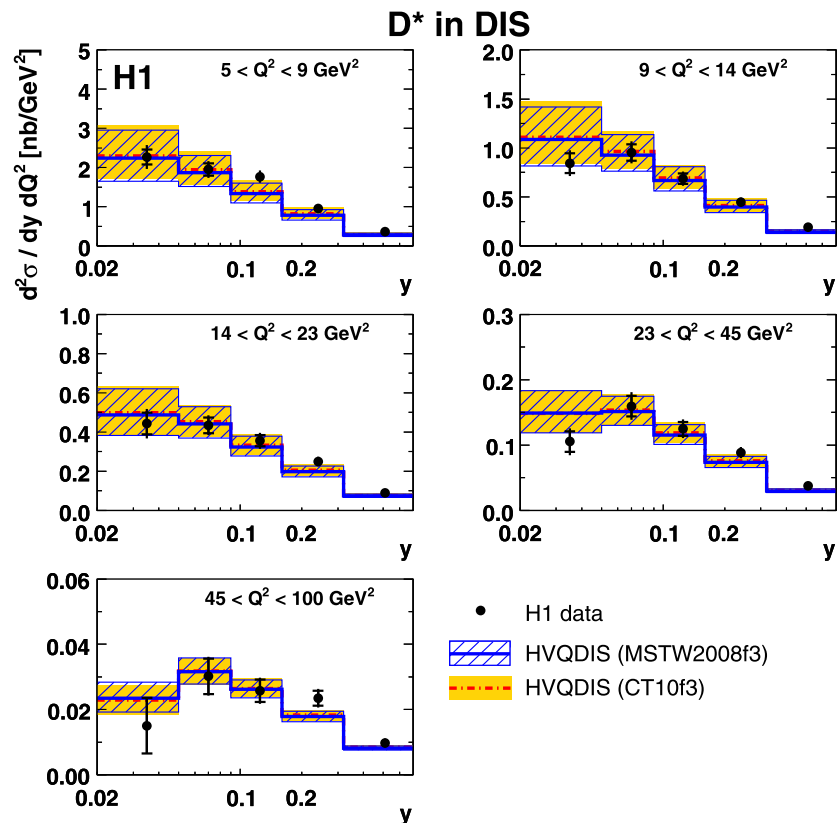 D* in DIS
d²σ / dy dQ² [nb/GeV²]
H1
5 < Q² < 9 GeV²
5
4
3
2
1
0
0.02 0.1 0.2
y
9 < Q² < 14 GeV²
2.0
1.5
1.0
0.5
0.0
0.02 0.1 0.2
y
14 < Q² < 23 GeV²
1.0
0.8
0.6
0.4
0.2
0.0
0.02 0.1 0.2
y
23 < Q² < 45 GeV²
0.3
0.2
0.1
0.0
0.02 0.1 0.2
y
45 < Q² < 100 GeV²
0.06
0.04
0.02
0.00
0.02 0.1 0.2
y
H1 data
HVQDIS (MSTW2008f3)
HVQDIS (CT10f3)